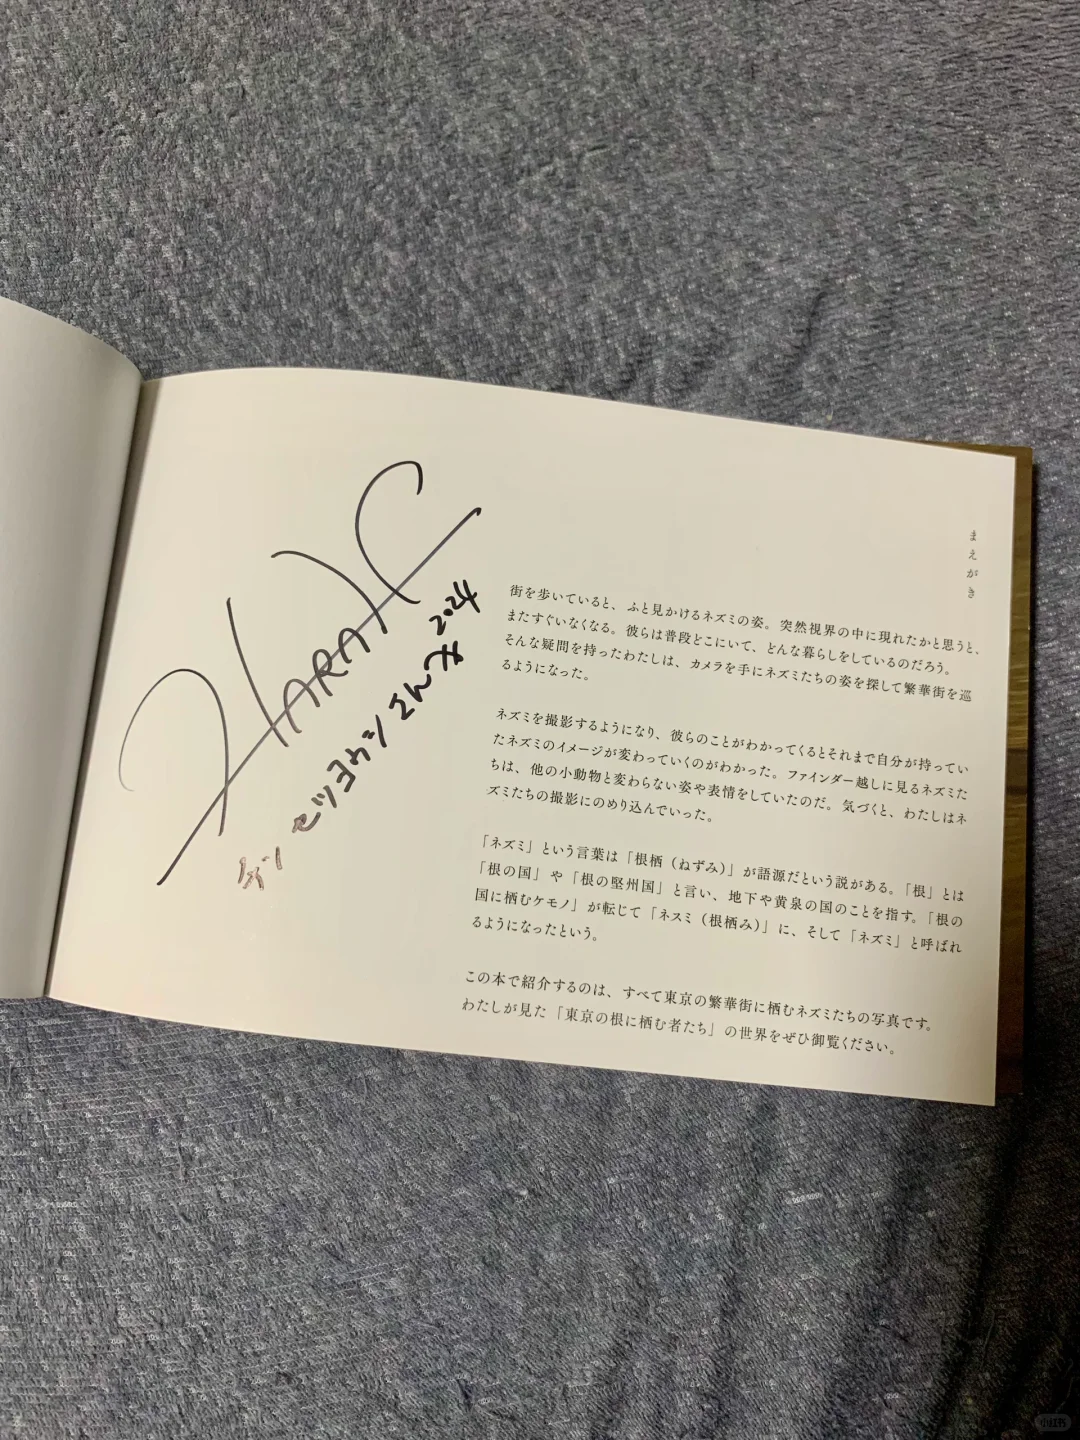 HARAH
2024
セツヨウシさんへ
まえがき
街を歩いていると、ふと見かけるネズミの姿。突然視界の中に現れたかと思うと、
またすぐいなくなる。彼らは普段どこにいて、どんな暮らしをしているのだろう。
そんな疑問を持ったわたしは、カメラを手にネズミたちの姿を探して繁華街を巡
るようになった。
ネズミを撮影するようになり、彼らのことがわかってくるとそれまで自分が持ってい
たネズミのイメージが変わっていくのがわかった。ファインダー越しに見るネズミた
ちは、他の小動物と変わらない姿や表情をしていたのだ。気づくと、わたしはネ
ズミたちの撮影にのめり込んでいった。
「ネズミ」という言葉は「根栖（ねずみ）」が語源だという説がある。「根」とは
「根の国」や「根の堅州国」と言い、地下や黄泉の国のことを指す。「根の
国に栖むケモノ」が転じて「ネスミ（根栖み）」に、そして「ネズミ」と呼ばれ
るようになったという。
この本で紹介するのは、すべて東京の繁華街に栖むネズミたちの写真です。
わたしが見た「東京の根に栖む者たち」の世界をぜひ御覧ください。
小红书